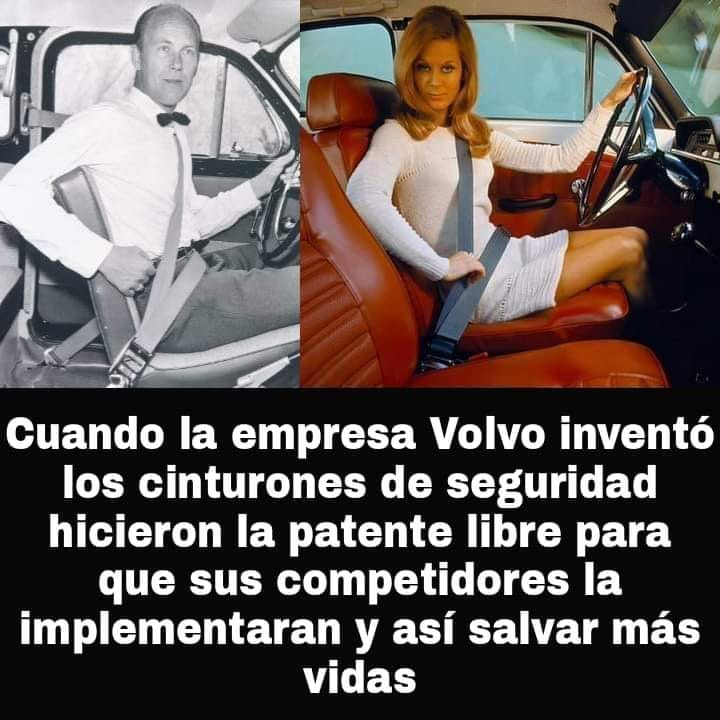 Cuando la empresa Volvo inventó
los cinturones de seguridad
hicieron la patente libre para
que sus competidores la
implementaran y así salvar más
vidas